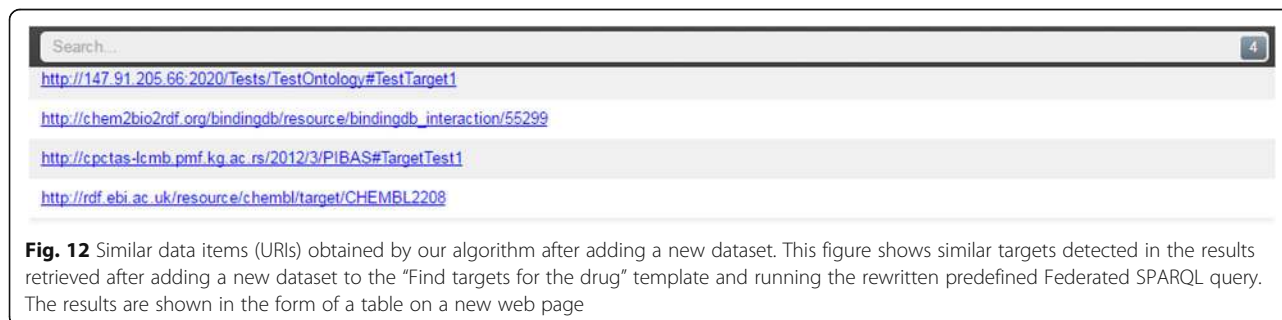 Search...
4
http://147.91.205.66:2020/Tests/TestOntology#TestTarget1
http://chem2bio2rdf.org/bindingdb/resource/bindingdb_interaction/55299
http://cpctas-lcmb.pmf.kg.ac.rs/2012/3/PIBAS#TargetTest1
http://rdf.ebi.ac.uk/resource/chembl/target/CHEMBL2208
Fig. 12 Similar data items (URIs) obtained by our algorithm after adding a new dataset. This figure shows similar targets detected in the results
retrieved after adding a new dataset to the “Find targets for the drug” template and running the rewritten predefined Federated SPARQL query.
The results are shown in the form of a table on a new web page